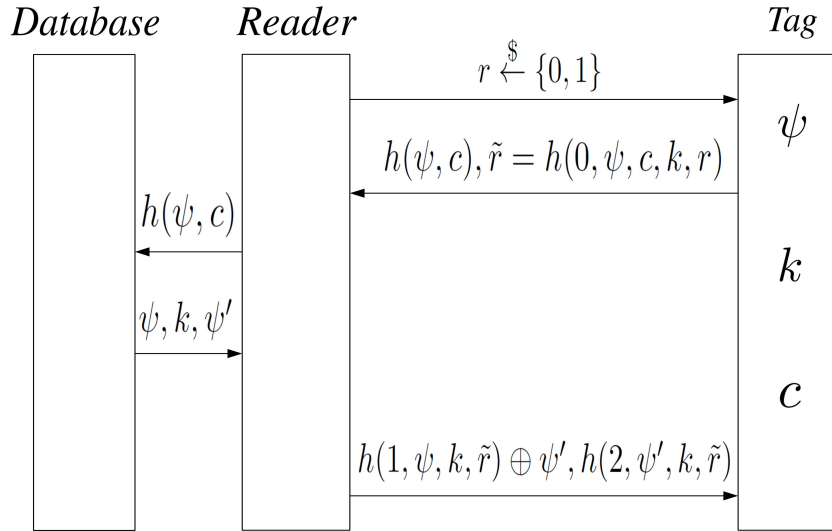 Database Reader Tag
r $← {0, 1}
ψ
h(ψ, c), r̃ = h(0, ψ, c, k, r)
h(ψ, c)
k
ψ, k, ψ′
c
h(1, ψ, k, r̃) ⊕ ψ′, h(2, ψ′, k, r̃)